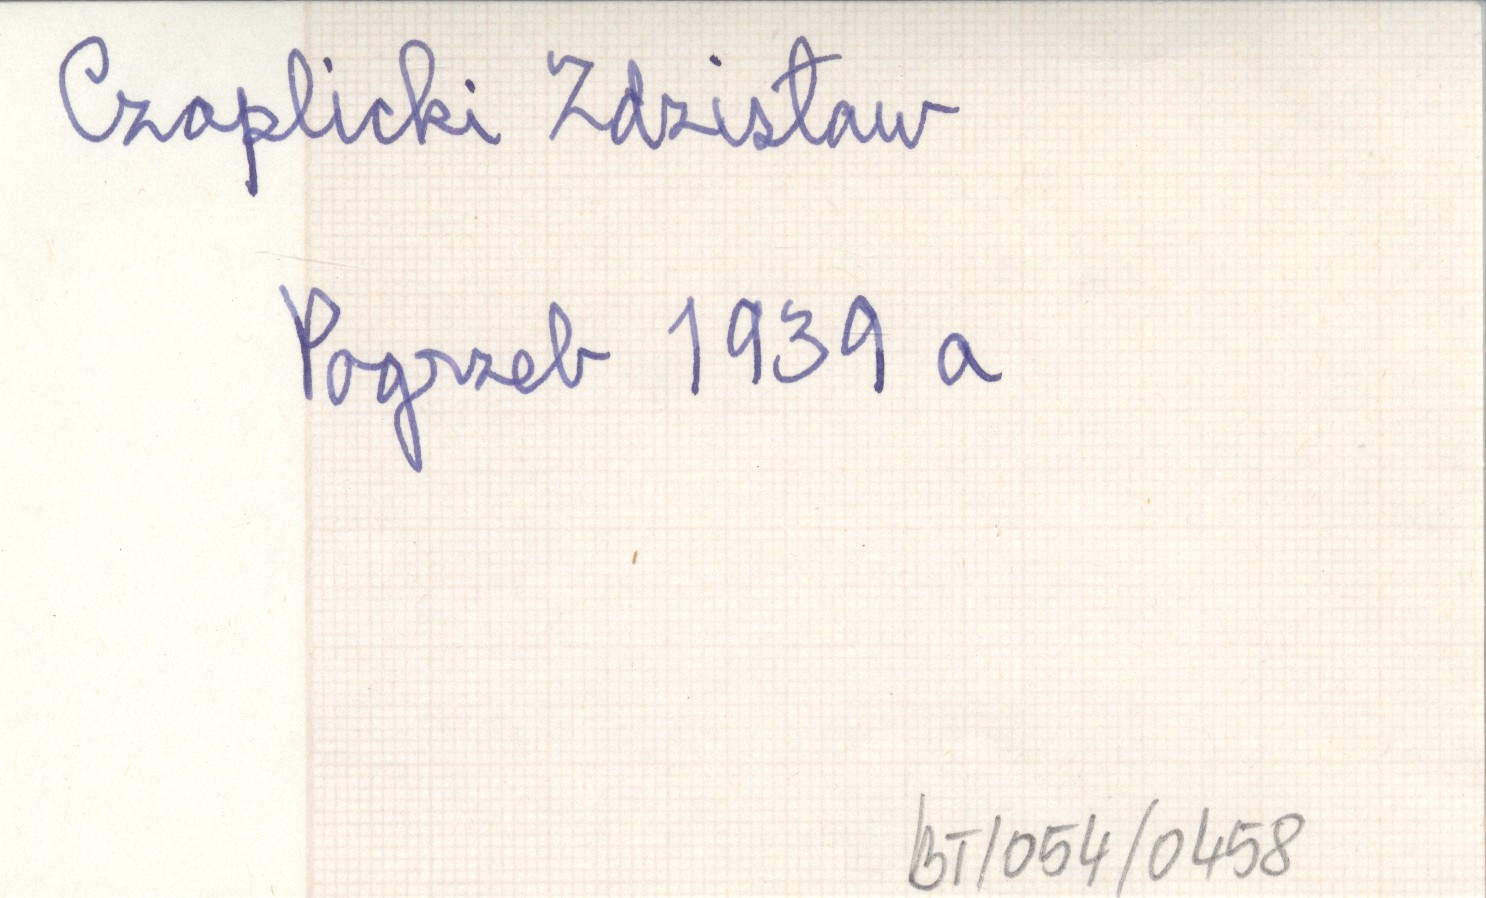 Czaplicki Zdzisław
Pogrzeb 1939 a
BT/054/0458